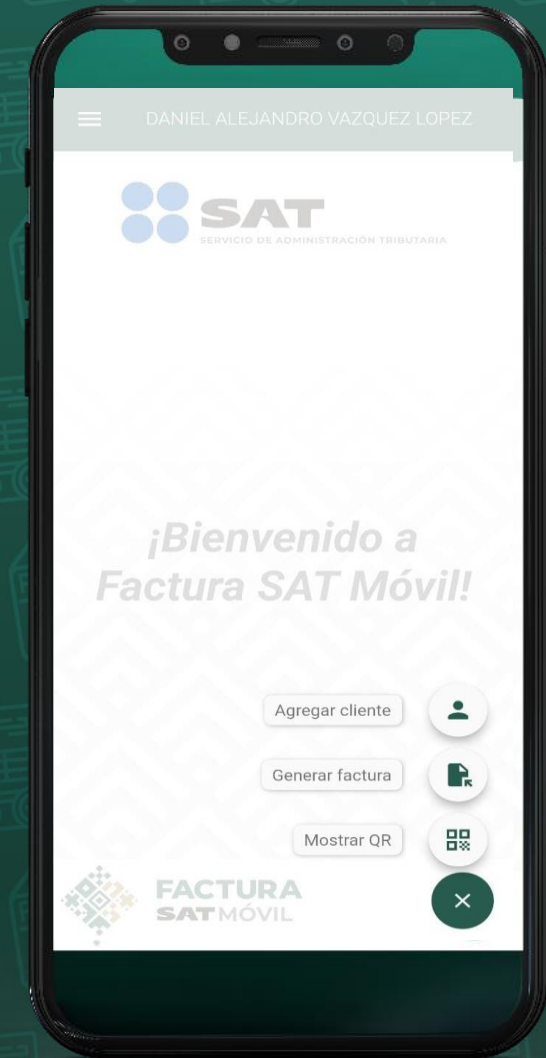 DANIEL ALEJANDRO VAZQUEZ LOPEZ
SAT
SERVICIO DE ADMINISTRACIÓN TRIBUTARIA
¡Bienvenido a
Factura SAT Móvil!
Agregar cliente
Generar factura
Mostrar QR
FACTURA
SATMÓVIL